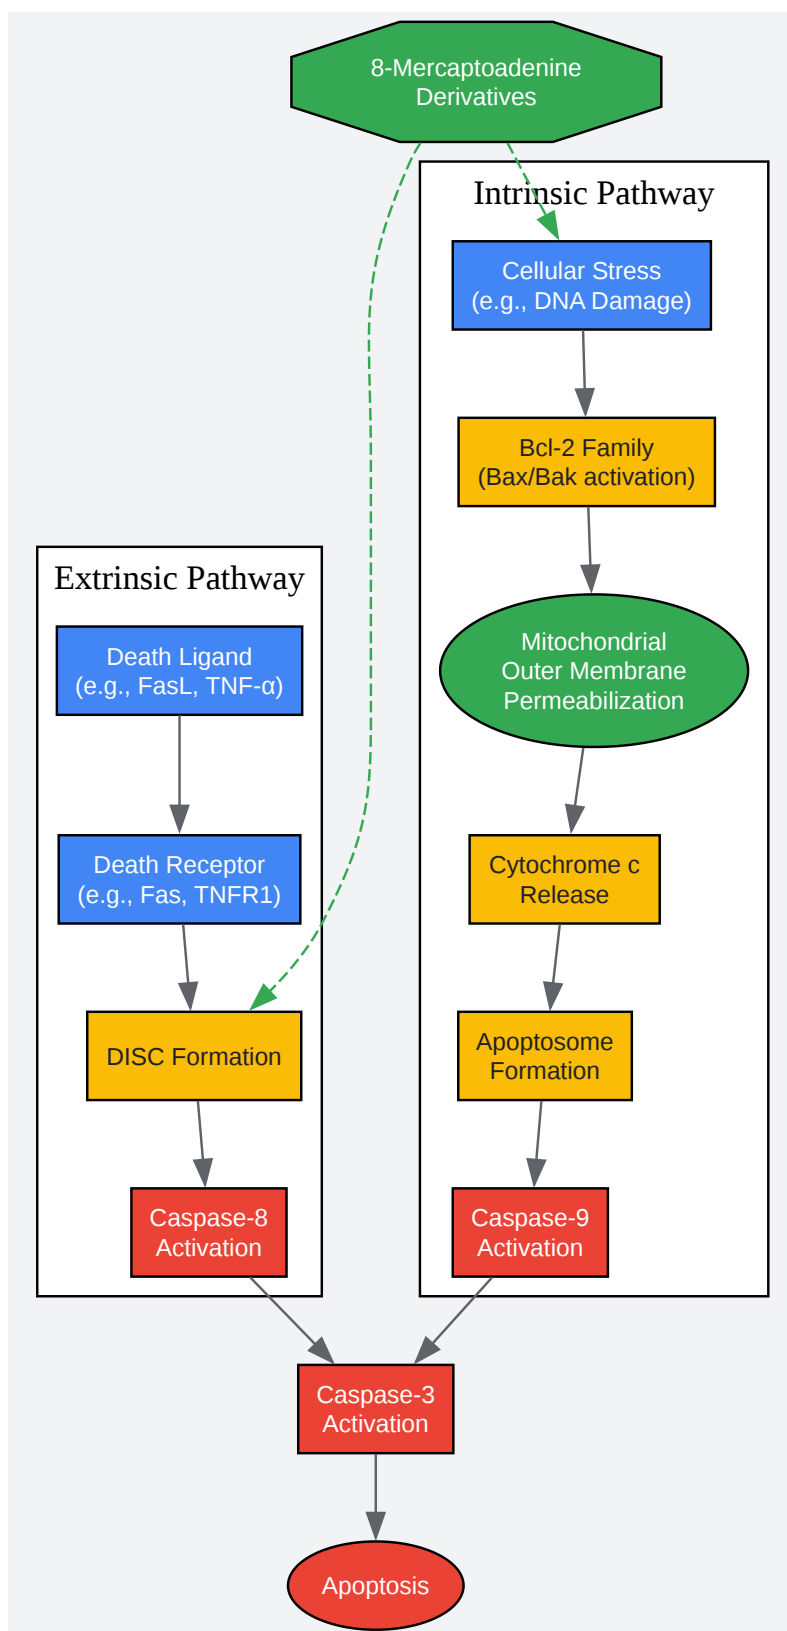 8-Mercaptoadenine
Derivatives
Intrinsic Pathway
Cellular Stress
(e.g., DNA Damage)
Bcl-2 Family
(Bax/Bak activation)
Mitochondrial
Outer Membrane
Permeabilization
Cytochrome c
Release
Apoptosome
Formation
Caspase-9
Activation
Extrinsic Pathway
Death Ligand
(e.g., FasL, TNF-α)
Death Receptor
(e.g., Fas, TNFR1)
DISC Formation
Caspase-8
Activation
Caspase-3
Activation
Apoptosis